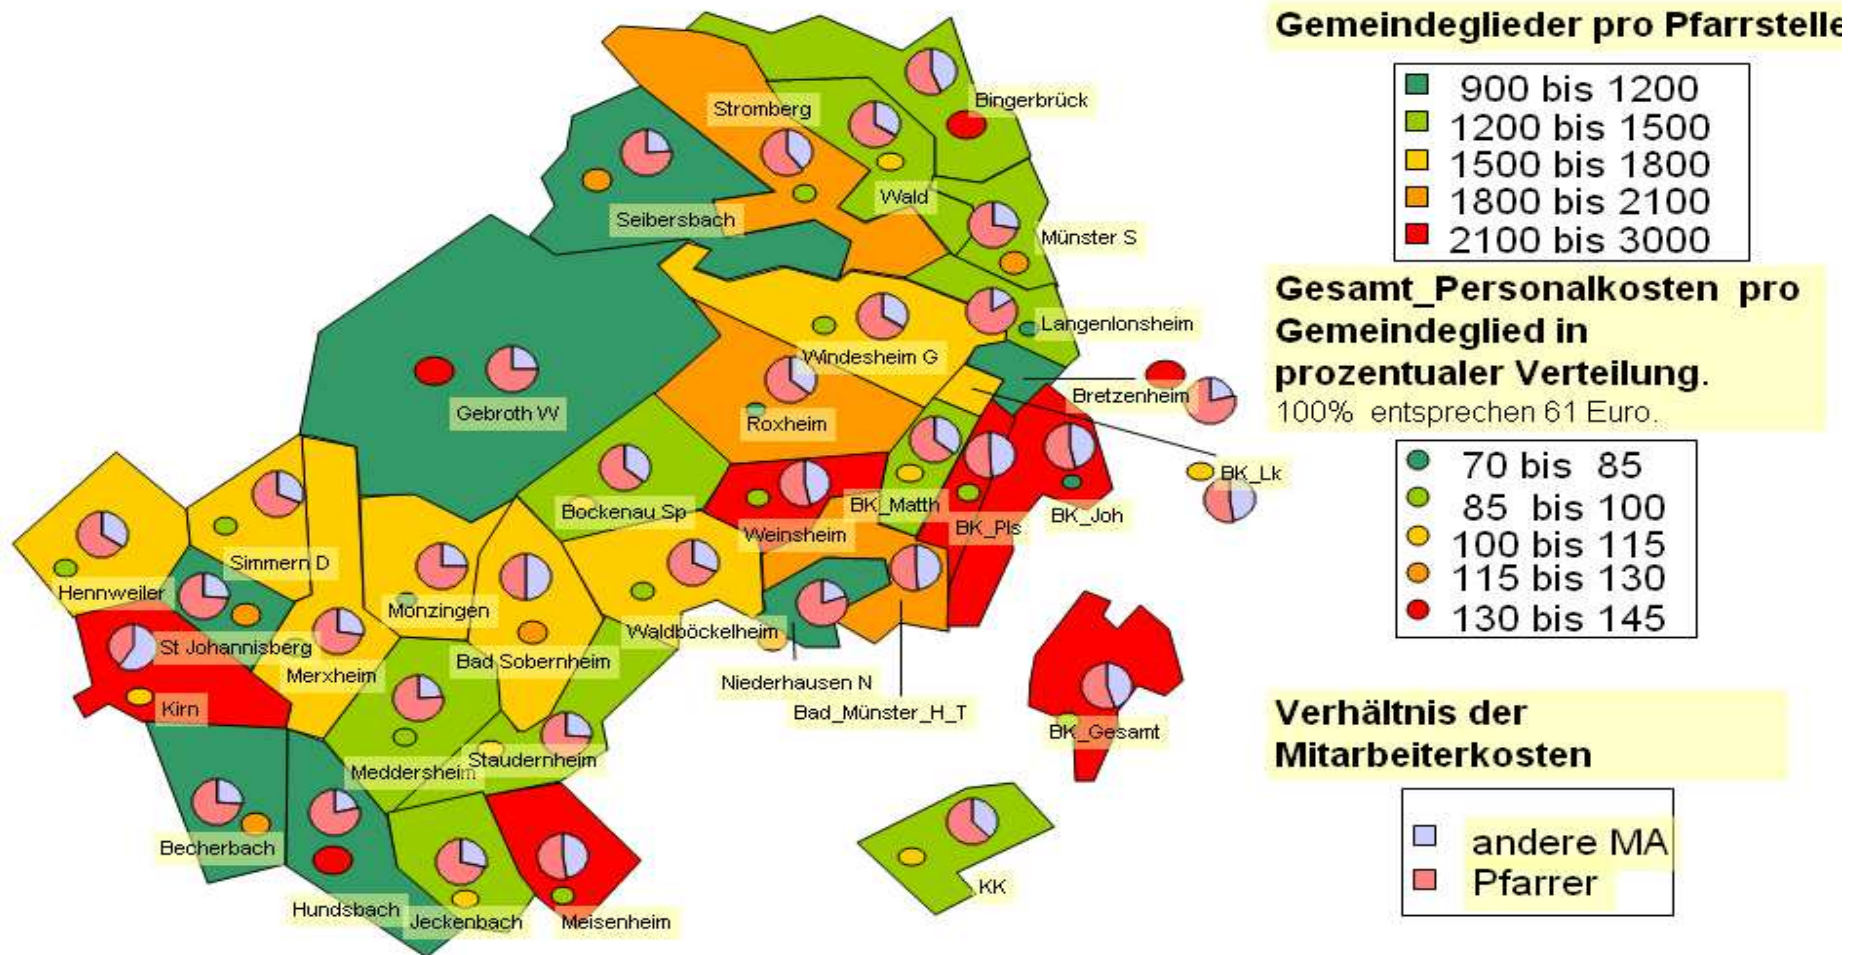 Gemeindeglieder pro Pfarrstelle
900 bis 1200
1200 bis 1500
1500 bis 1800
1800 bis 2100
2100 bis 3000
Gesamt_Personalkosten pro
Gemeindeglied in
prozentualer Verteilung.
100% entsprechen 61 Euro.
70 bis 85
85 bis 100
100 bis 115
115 bis 130
130 bis 145
Verhältnis der
Mitarbeiterkosten
andere MA
Pfarrer
Bingerbrück
Stromberg
Wald
Seibersbach
Münster S
Langenlonsheim
Windesheim G
Bretzenheim
Gebroth W
Roxheim
BK_Lk
Bockenau Sp
BK_Matth
BK_Joh
Weinsheim
BK_Pls
Simmern D
Hennweiler
Monzingen
Waldböckelheim
St Johannisberg
Bad Sobernheim
Merxheim
Niederhausen N
Kirn
Bad_Münster_H_T
BK_Gesamt
Staudernheim
Meddersheim
Becherbach
KK
Hundsbach
Jeckenbach
Meisenheim